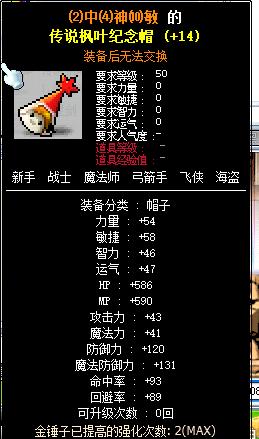 ⑵中⑷神⑽敏 的
传说枫叶纪念帽 (+14)
装备后无法交换
要求等级: 50
要求力量: 0
要求敏捷: 0
要求智力: 0
要求运气: 0
要求人气度: -
道具等级: -
道具经验值: -
新手 战士 魔法师 弓箭手 飞侠 海盗
装备分类 : 帽子
力量 : +54
敏捷 : +58
智力 : +46
运气 : +47
HP : +586
MP : +590
攻击力 : +43
魔法力 : +41
防御力 : +120
魔法防御力 : +131
命中率 : +93
回避率 : +89
可升级次数 : 0回
金锤子已提高的强化次数: 2(MAX)